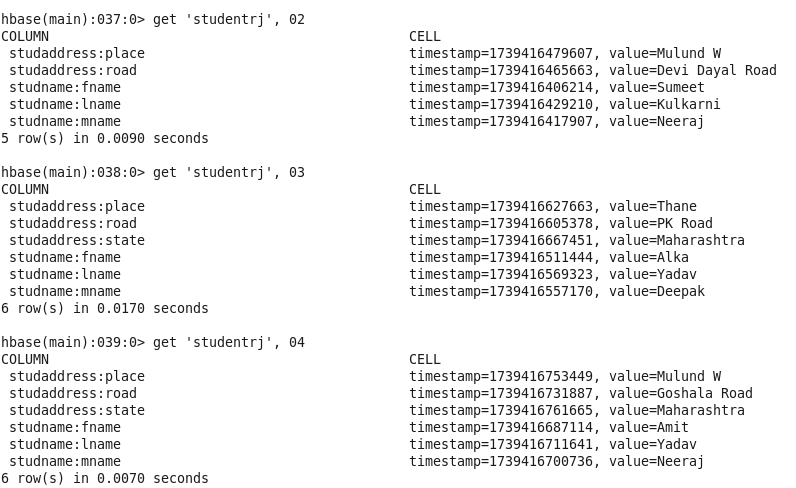 hbase(main):037:0> get 'studentrj', 02
COLUMN CELL
studaddress:place timestamp=1739416479607, value=Mulund W
studaddress:road timestamp=1739416465663, value=Devi Dayal Road
studname:fname timestamp=1739416406214, value=Sumeet
studname:lname timestamp=1739416429210, value=Kulkarni
studname:mname timestamp=1739416417907, value=Neeraj
5 row(s) in 0.0090 seconds
hbase(main):038:0> get 'studentrj', 03
COLUMN CELL
studaddress:place timestamp=1739416627663, value=Thane
studaddress:road timestamp=1739416605378, value=PK Road
studaddress:state timestamp=1739416667451, value=Maharashtra
studname:fname timestamp=1739416511444, value=Alka
studname:lname timestamp=1739416569323, value=Yadav
studname:mname timestamp=1739416557170, value=Deepak
6 row(s) in 0.0170 seconds
hbase(main):039:0> get 'studentrj', 04
COLUMN CELL
studaddress:place timestamp=1739416753449, value=Mulund W
studaddress:road timestamp=1739416731887, value=Goshala Road
studaddress:state timestamp=1739416761665, value=Maharashtra
studname:fname timestamp=1739416687114, value=Amit
studname:lname timestamp=1739416711641, value=Yadav
studname:mname timestamp=1739416700736, value=Neeraj
6 row(s) in 0.0070 seconds